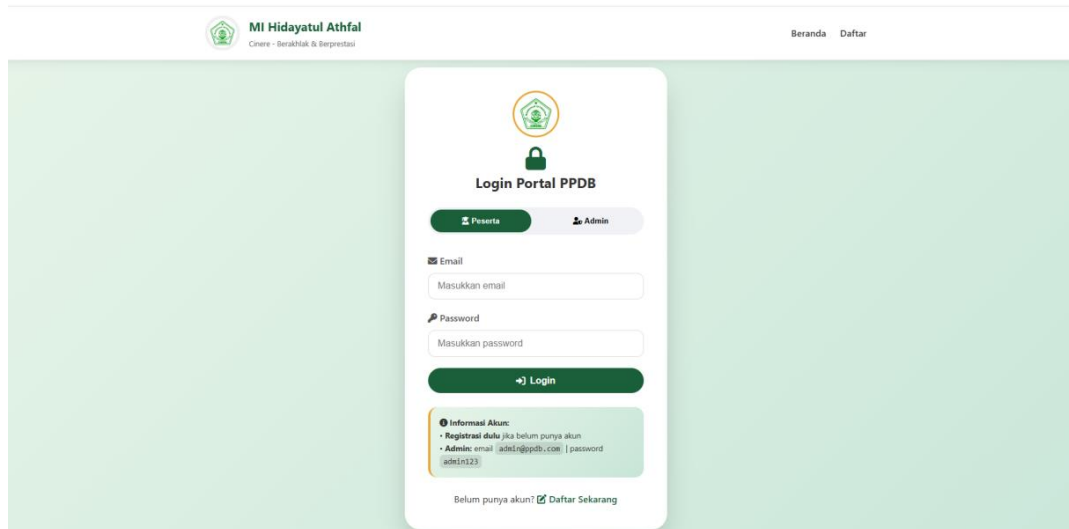 MI Hidayatul Athfal
Cinere - Berakhlak & Berprestasi
Beranda Daftar
Login Portal PPDB
Peserta Admin
Email
Masukkan email
Password
Masukkan password
Login
Informasi Akun:
• Registrasi dulu jika belum punya akun
• Admin: email admin@ppdb.com | password
admin123
Belum punya akun? Daftar Sekarang